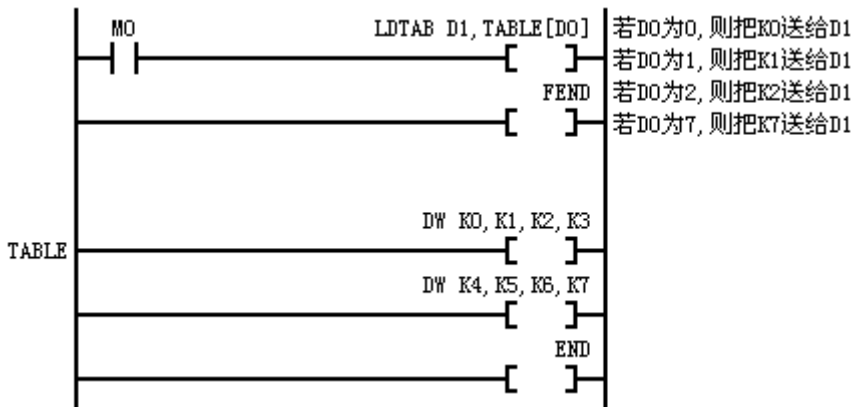 M0
LDTAB D1,TABLE[D0]
若D0为0,则把K0送给D1
若D0为1,则把K1送给D1
FEND
若D0为2,则把K2送给D1
若D0为7,则把K7送给D1
DW K0,K1,K2,K3
TABLE
DW K4,K5,K6,K7
END